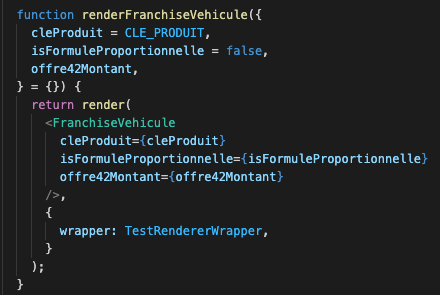 function renderFranchiseVehicule({
  cleProduit = CLE_PRODUIT,
  isFormuleProportionnelle = false,
  offre42Montant,
} = {}) {
  return render(
    <FranchiseVehicule
      cleProduit={cleProduit}
      isFormuleProportionnelle={isFormuleProportionnelle}
      offre42Montant={offre42Montant}
    />,
    {
      wrapper: TestRendererWrapper,
    }
  );
}